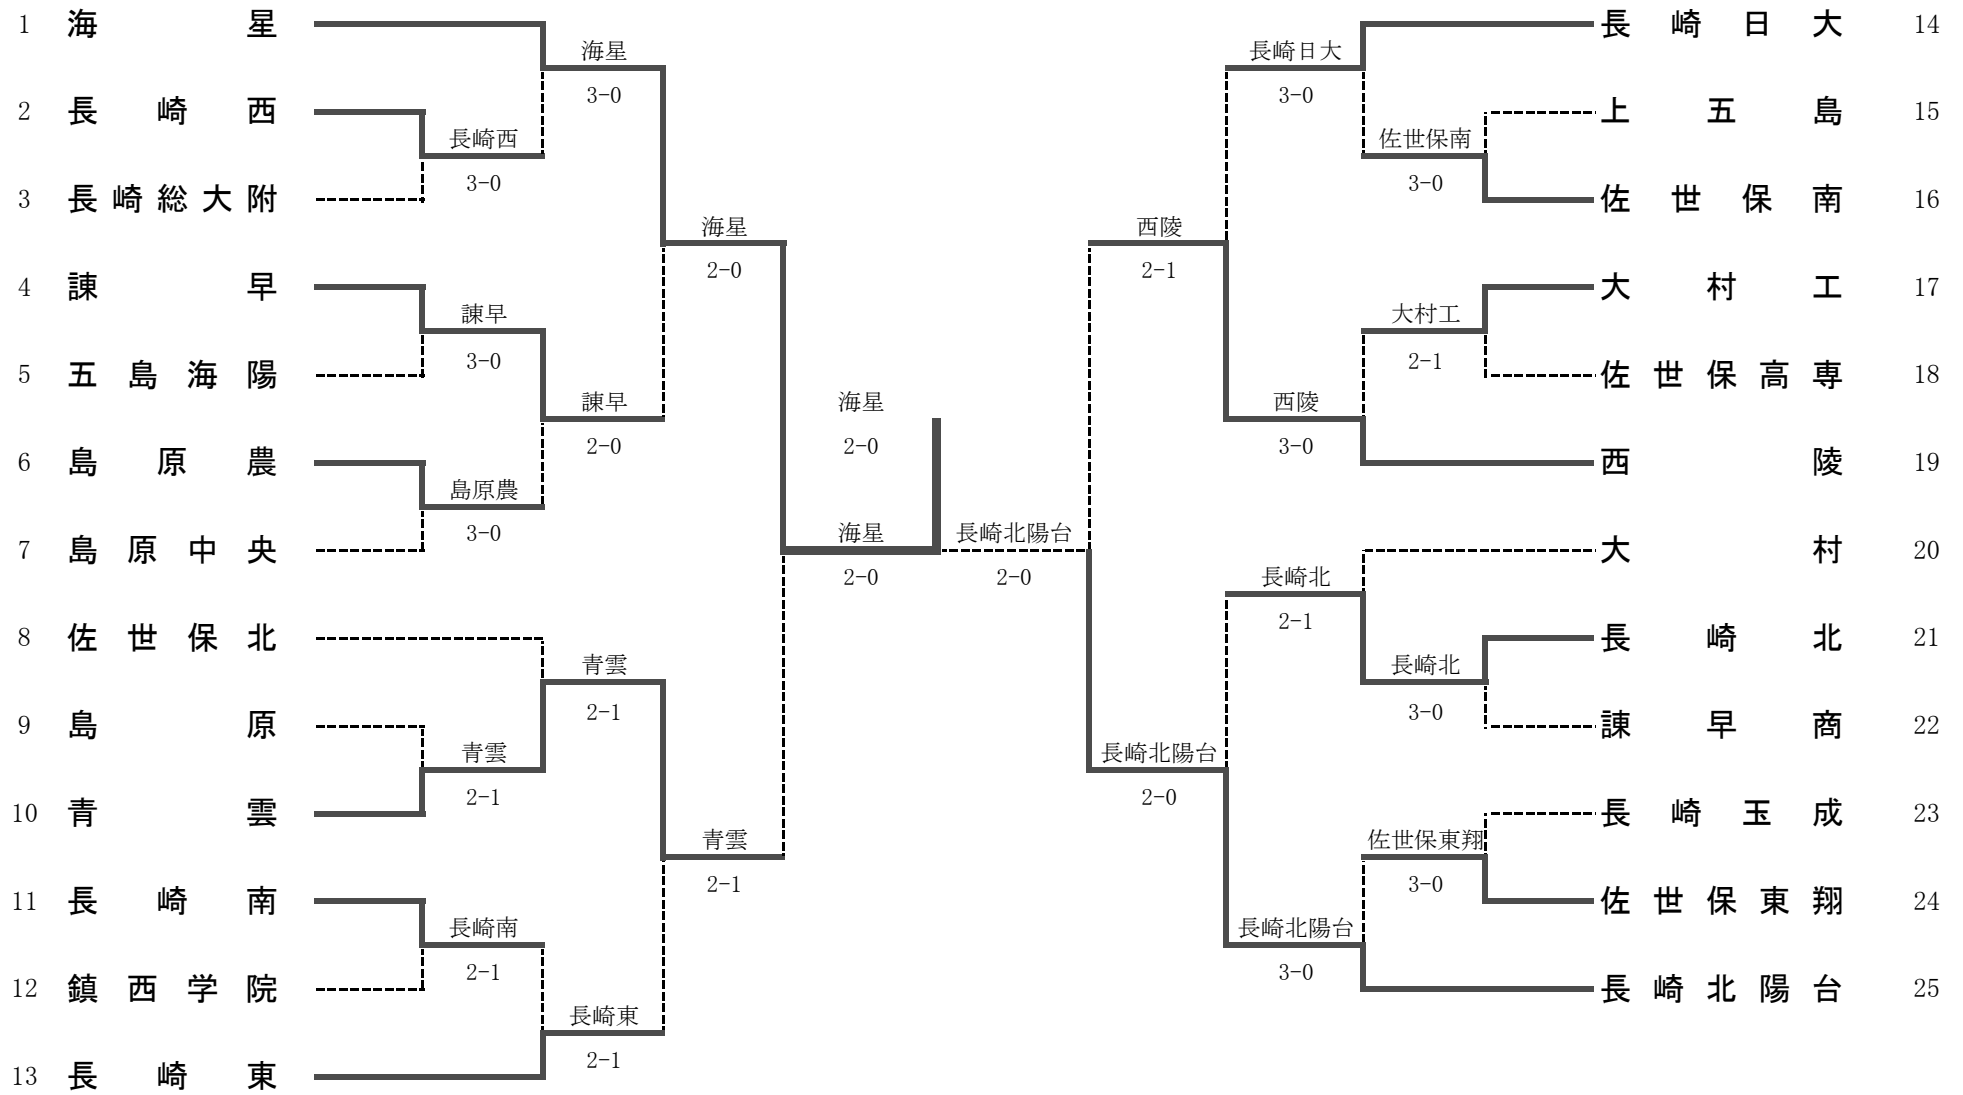 1 海星 長崎日大 14
海星 長崎日大
3-0 3-0
2 長崎西 上五島 15
長崎西 佐世保南
3-0 3-0
3 長崎総大附 佐世保南 16
海星 西陵
2-0 2-1
4 諫早 大村工 17
諫早 大村工
3-0 2-1
5 五島海陽 佐世保高専 18
諫早 海星 西陵
2-0 2-0 3-0
6 島原農 西陵 19
島原農
3-0 海星 長崎北陽台
7 島原中央 大村 20
2-0 2-0 長崎北
2-1
8 佐世保北 長崎北 21
青雲 長崎北
2-1 3-0
9 島原 諫早商 22
青雲 長崎北陽台
2-1 2-0
10 青雲 長崎玉成 23
青雲 佐世保東翔
2-1 3-0
11 長崎南 佐世保東翔 24
長崎南 長崎北陽台
2-1 3-0
12 鎮西学院 長崎北陽台 25
長崎東
2-1
13 長崎東